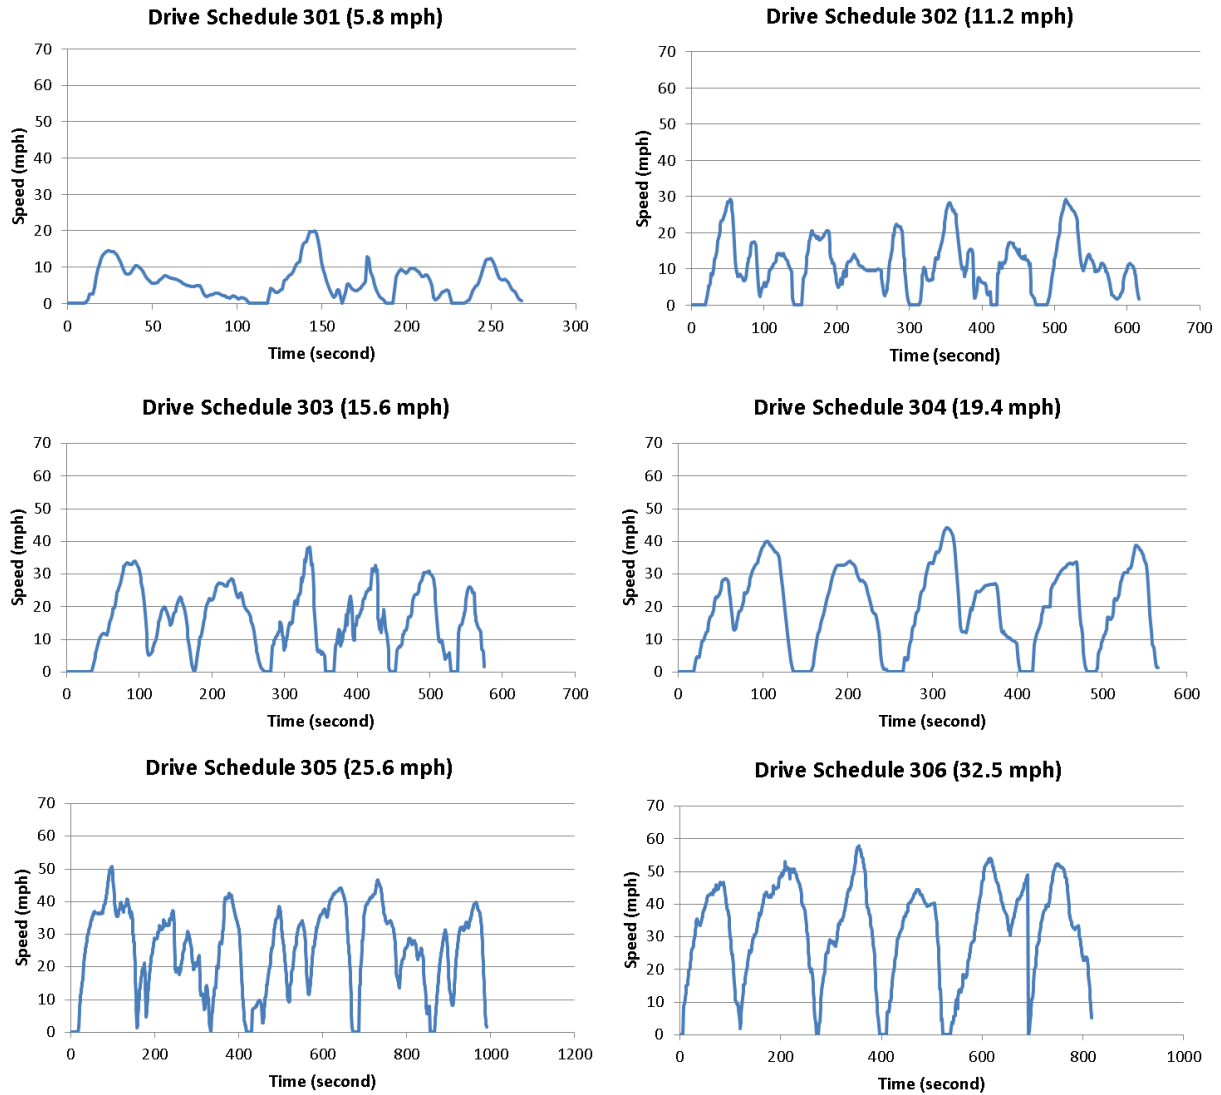 Drive Schedule 301 (5.8 mph)
70
60
50
40
30
20
10
0
Speed (mph)
0 50 100 150 200 250 300
Time (second)
Drive Schedule 302 (11.2 mph)
70
60
50
40
30
20
10
0
Speed (mph)
0 100 200 300 400 500 600 700
Time (second)
Drive Schedule 303 (15.6 mph)
70
60
50
40
30
20
10
0
Speed (mph)
0 100 200 300 400 500 600 700
Time (second)
Drive Schedule 304 (19.4 mph)
70
60
50
40
30
20
10
0
Speed (mph)
0 100 200 300 400 500 600
Time (second)
Drive Schedule 305 (25.6 mph)
70
60
50
40
30
20
10
0
Speed (mph)
0 200 400 600 800 1000 1200
Time (second)
Drive Schedule 306 (32.5 mph)
70
60
50
40
30
20
10
0
Speed (mph)
0 200 400 600 800 1000
Time (second)